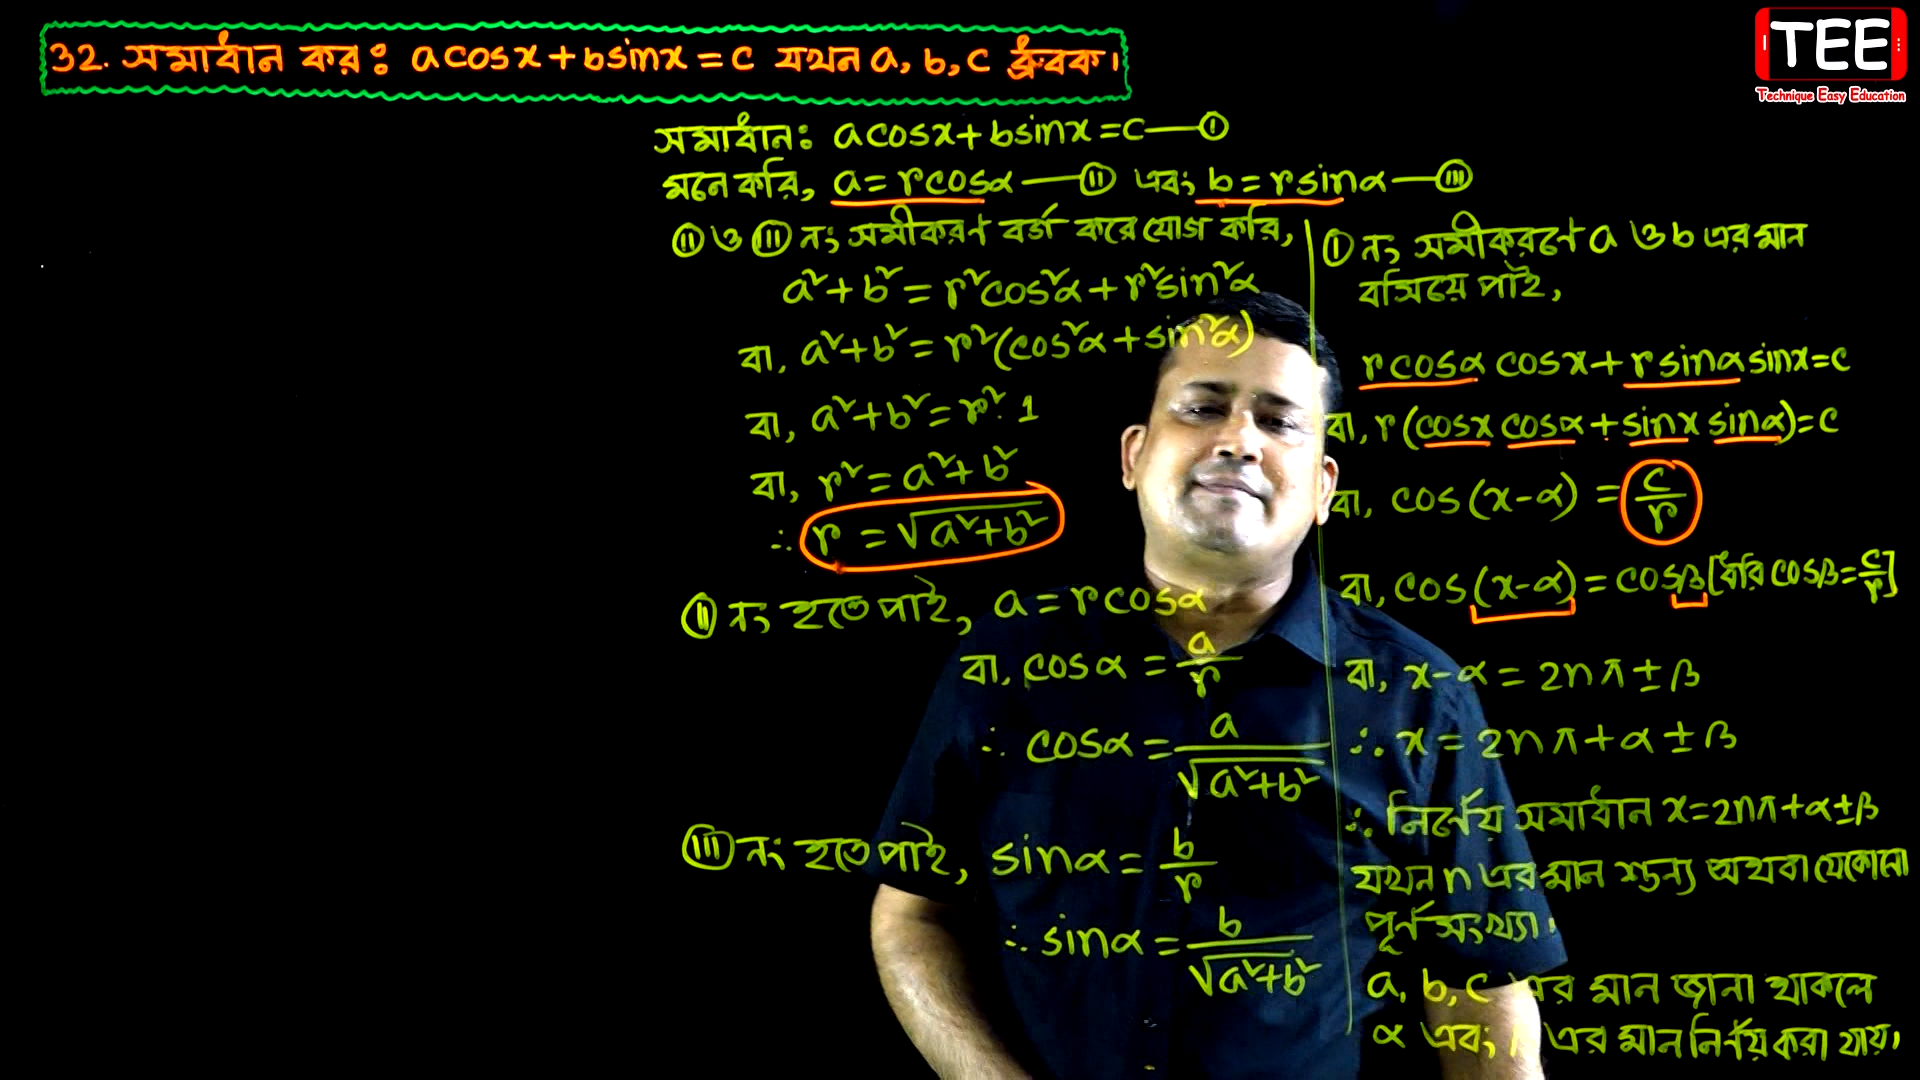 32. সমাধান করঃ acosx+bsinx=c যখন a, b, c ধ্রুবক।
TEE
Technique Easy Education
সমাধানঃ acosx+bsinx=c—Ⓘ
মনে করি, a=rcosα—Ⓘⓘ এবং b=rsinα—Ⓘⓘⓘ
(II) ও (III) নং সমীকরণ বর্গ করে যোগ করি,
a²+b²=r²cos²α+r²sin²α
বা, a²+b²=r²(cos²α+sin²α)
বা, a²+b²=r².1
বা, r²=a²+b²
∴ r=√(a²+b²)
(II) নং হতে পাই, a=rcosα
বা, cosα=a/r
∴ cosα=a/√(a²+b²)
(III) নং হতে পাই, sinα=b/r
∴ sinα=b/√(a²+b²)
(I) নং সমীকরণে a ও b এর মান
বসিয়ে পাই,
rcosα cosx+rsinα sinx=c
বা, r(cosx cosα+sinx sinα)=c
বা, cos(x-α)=c/r
বা, cos(x-α)=cosβ [ধরি cosβ=c/r]
বা, x-α=2nπ±β
∴ x=2nπ+α±β
∴ নির্ণেয় সমাধান x=2nπ+α±β
যখন n এর মান শূন্য অথবা যেকোনো
পূর্ণ সংখ্যা।
a, b, c এর মান জানা থাকলে
α এবং এর মান নির্ণয় করা যায়।